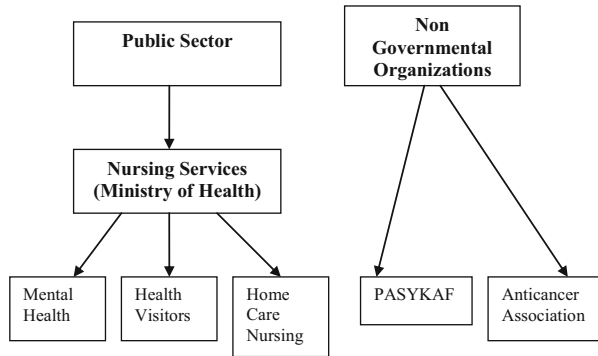 Public Sector
Non
Governmental
Organizations
Nursing Services
(Ministry of Health)
Mental
Health
Health
Visitors
Home
Care
Nursing
PASYKAF
Anticancer
Association